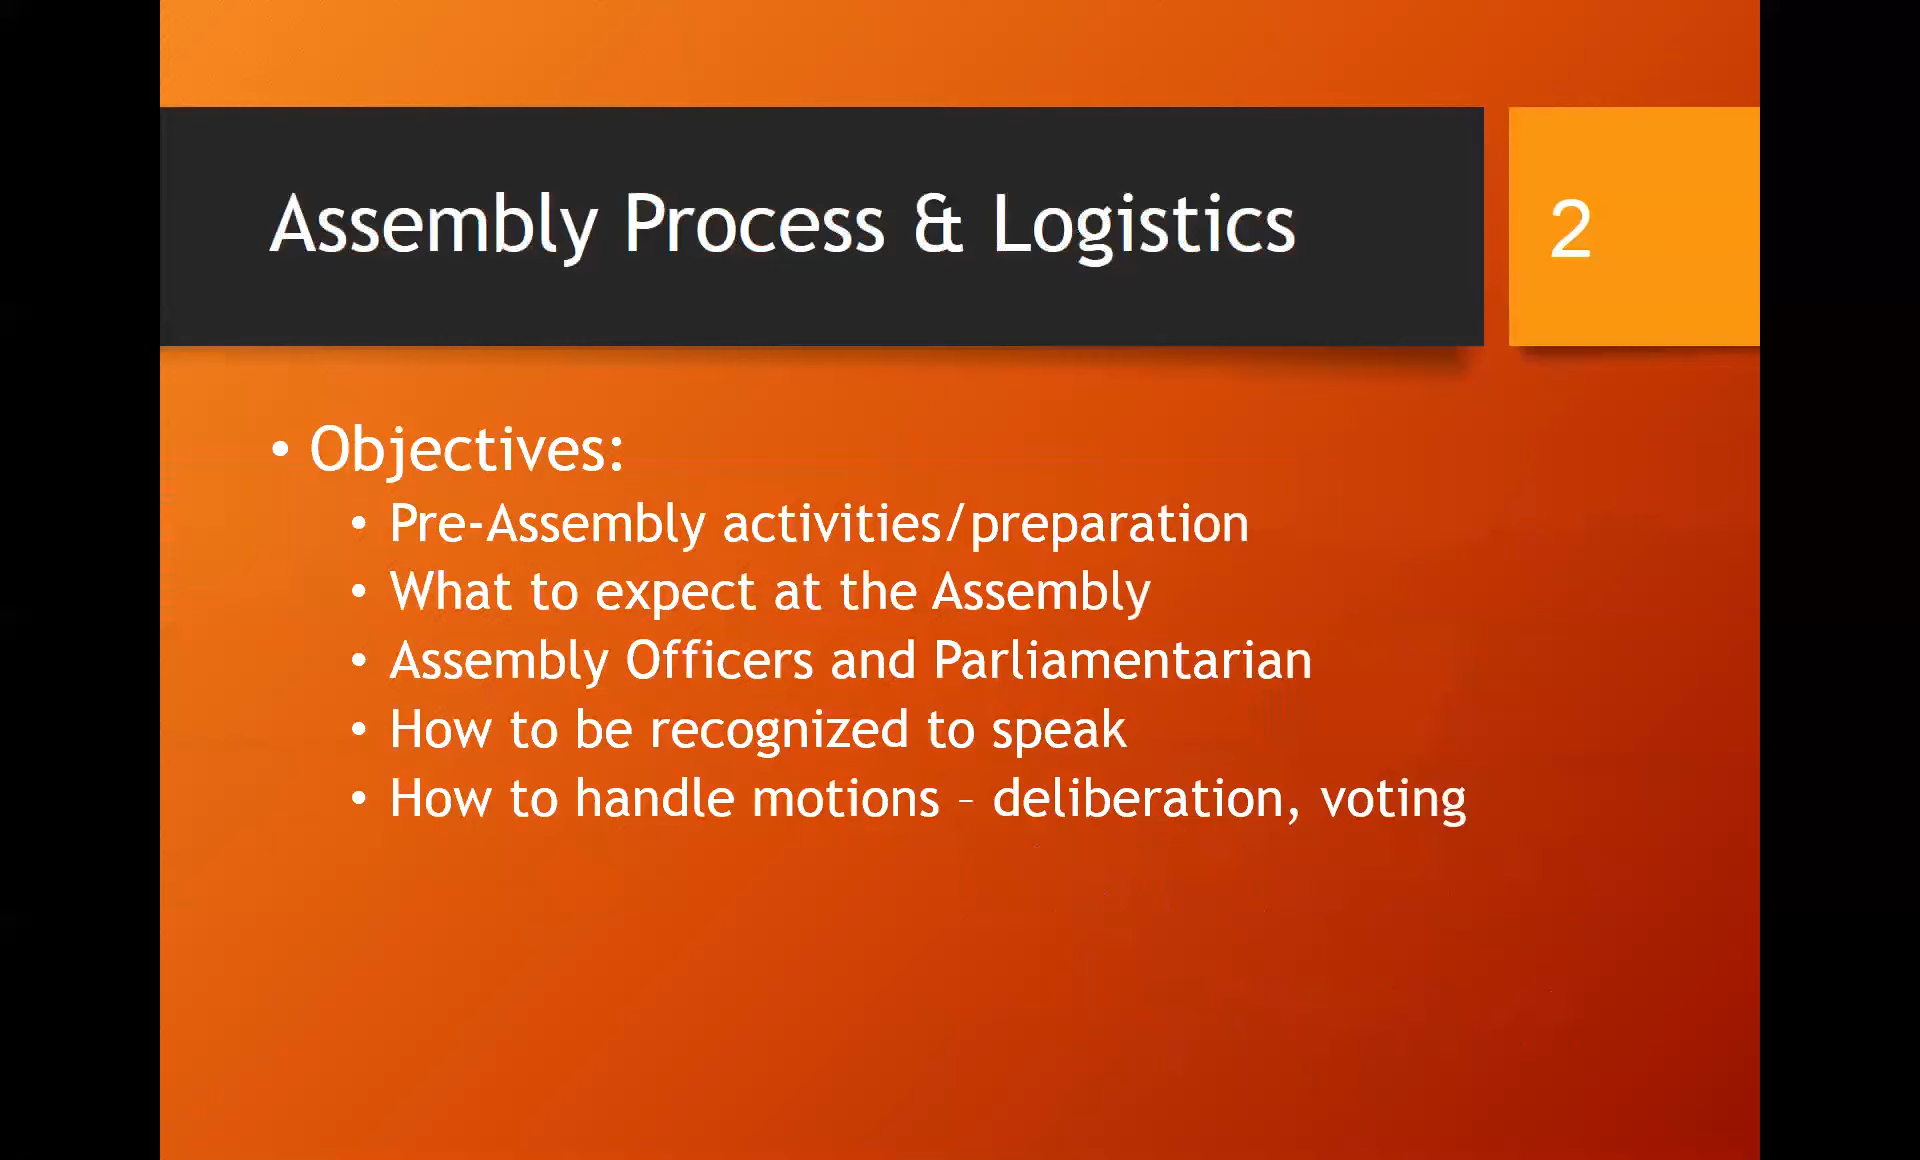 Assembly Process & Logistics
2
• Objectives:
• Pre-Assembly activities/preparation
• What to expect at the Assembly
• Assembly Officers and Parliamentarian
• How to be recognized to speak
• How to handle motions – deliberation, voting